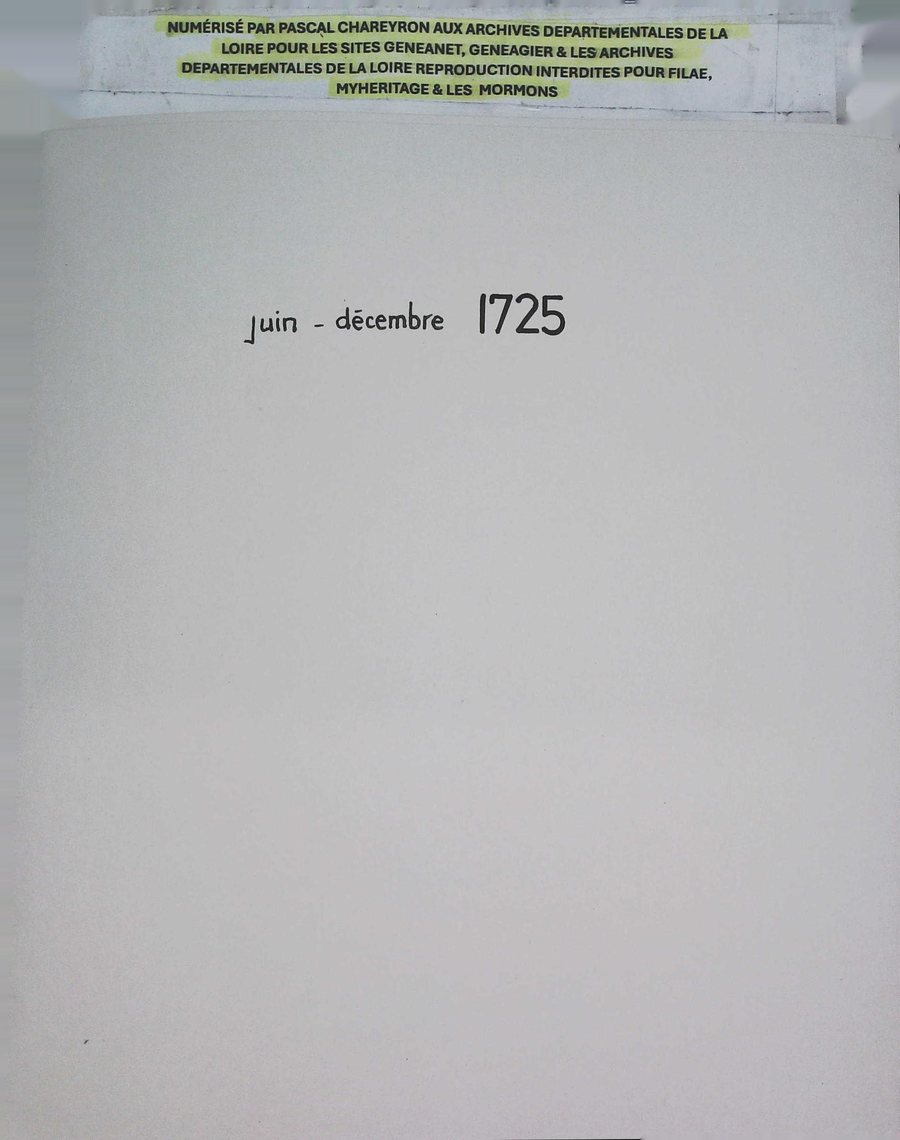 NUMÉRISÉ PAR PASCAL CHAREYRON AUX ARCHIVES DEPARTEMENTALES DE LA
LOIRE POUR LES SITES GENEANET, GENEAGIER & LES ARCHIVES
DEPARTEMENTALES DE LA LOIRE REPRODUCTION INTERDITES POUR FILAE,
MYHERITAGE & LES MORMONS
juin - décembre 1725